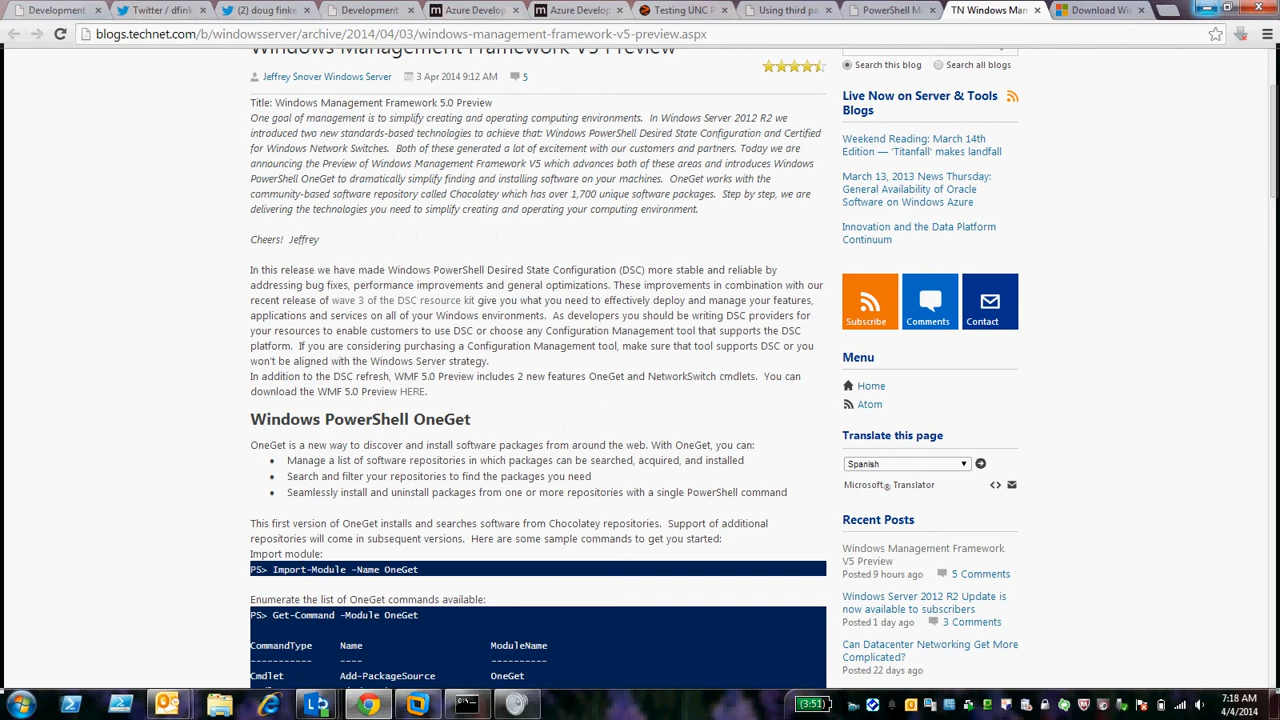 Development
Twitter / dfink
(2) doug finke
Development
Azure Develop
Azure Develop
Testing UNC P
Using third pa
PowerShell Ma
TN Windows Man
Download Win
blogs.technet.com/b/windowsserver/archive/2014/04/03/windows-management-framework-v5-preview.aspx
Windows Management Framework V5 Preview
Jeffrey Snover Windows Server 3 Apr 2014 9:12 AM 5
Title: Windows Management Framework 5.0 Preview
One goal of management is to simplify creating and operating computing environments. In Windows Server 2012 R2 we
introduced two new standards-based technologies to achieve that: Windows PowerShell Desired State Configuration and Certified
for Windows Network Switches. Both of these generated a lot of excitement with our customers and partners. Today we are
announcing the Preview of Windows Management Framework V5 which advances both of these areas and introduces Windows
PowerShell OneGet to dramatically simplify finding and installing software on your machines. OneGet works with the
community-based software repository called Chocolatey which has over 1,700 unique software packages. Step by step, we are
delivering the technologies you need to simplify creating and operating your computing environment.
Cheers! Jeffrey
In this release we have made Windows PowerShell Desired State Configuration (DSC) more stable and reliable by
addressing bug fixes, performance improvements and general optimizations. These improvements in combination with our
recent release of wave 3 of the DSC resource kit give you what you need to effectively deploy and manage your features,
applications and services on all of your Windows environments. As developers you should be writing DSC providers for
your resources to enable customers to use DSC or choose any Configuration Management tool that supports the DSC
platform. If you are considering purchasing a Configuration Management tool, make sure that tool supports DSC or you
won't be aligned with the Windows Server strategy.
In addition to the DSC refresh, WMF 5.0 Preview includes 2 new features OneGet and NetworkSwitch cmdlets. You can
download the WMF 5.0 Preview HERE.
Windows PowerShell OneGet
OneGet is a new way to discover and install software packages from around the web. With OneGet, you can:
• Manage a list of software repositories in which packages can be searched, acquired, and installed
• Search and filter your repositories to find the packages you need
• Seamlessly install and uninstall packages from one or more repositories with a single PowerShell command
This first version of OneGet installs and searches software from Chocolatey repositories. Support of additional
repositories will come in subsequent versions. Here are some sample commands to get you started:
Import module:
PS> Import-Module -Name OneGet
Enumerate the list of OneGet commands available:
PS> Get-Command -Module OneGet
CommandType Name ModuleName
----------- ---- ----------
Cmdlet Add-PackageSource OneGet
Search this blog Search all blogs
Live Now on Server & Tools
Blogs
Weekend Reading: March 14th
Edition — 'Titanfall' makes landfall
March 13, 2013 News Thursday:
General Availability of Oracle
Software on Windows Azure
Innovation and the Data Platform
Continuum
Subscribe
Comments
Contact
Menu
Home
Atom
Translate this page
Spanish
Microsoft® Translator
Recent Posts
Windows Management Framework
V5 Preview
Posted 9 hours ago 5 Comments
Windows Server 2012 R2 Update is
now available to subscribers
Posted 1 day ago 3 Comments
Can Datacenter Networking Get More
Complicated?
Posted 22 days ago
(3:51)
7:18 AM
4/4/2014